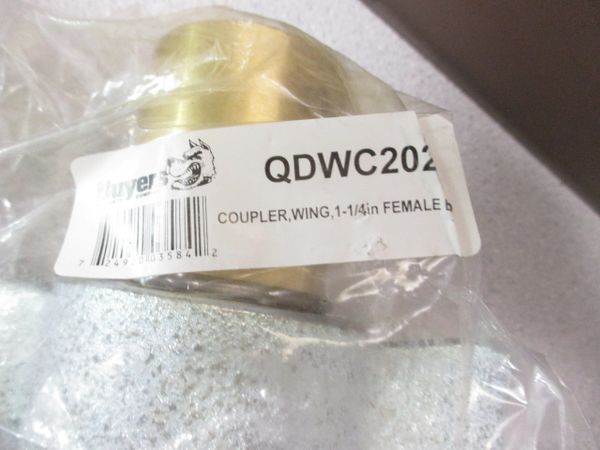 Buyers
QDWC202
COUPLER,WING,1-1/4in FEMALE b